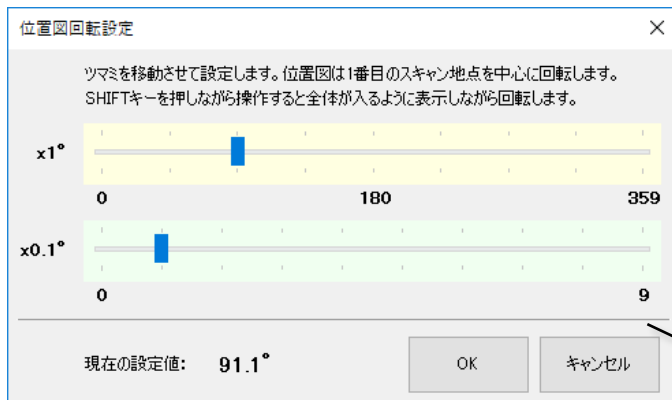 位置図回転設定
ツマミを移動させて設定します。位置図は1番目のスキャン地点を中心に回転します。
SHIFTキーを押しながら操作すると全体が入るように表示しながら回転します。
x1°
0 180 359
x0.1°
0 9
現在の設定値: 91.1° OK キャンセル